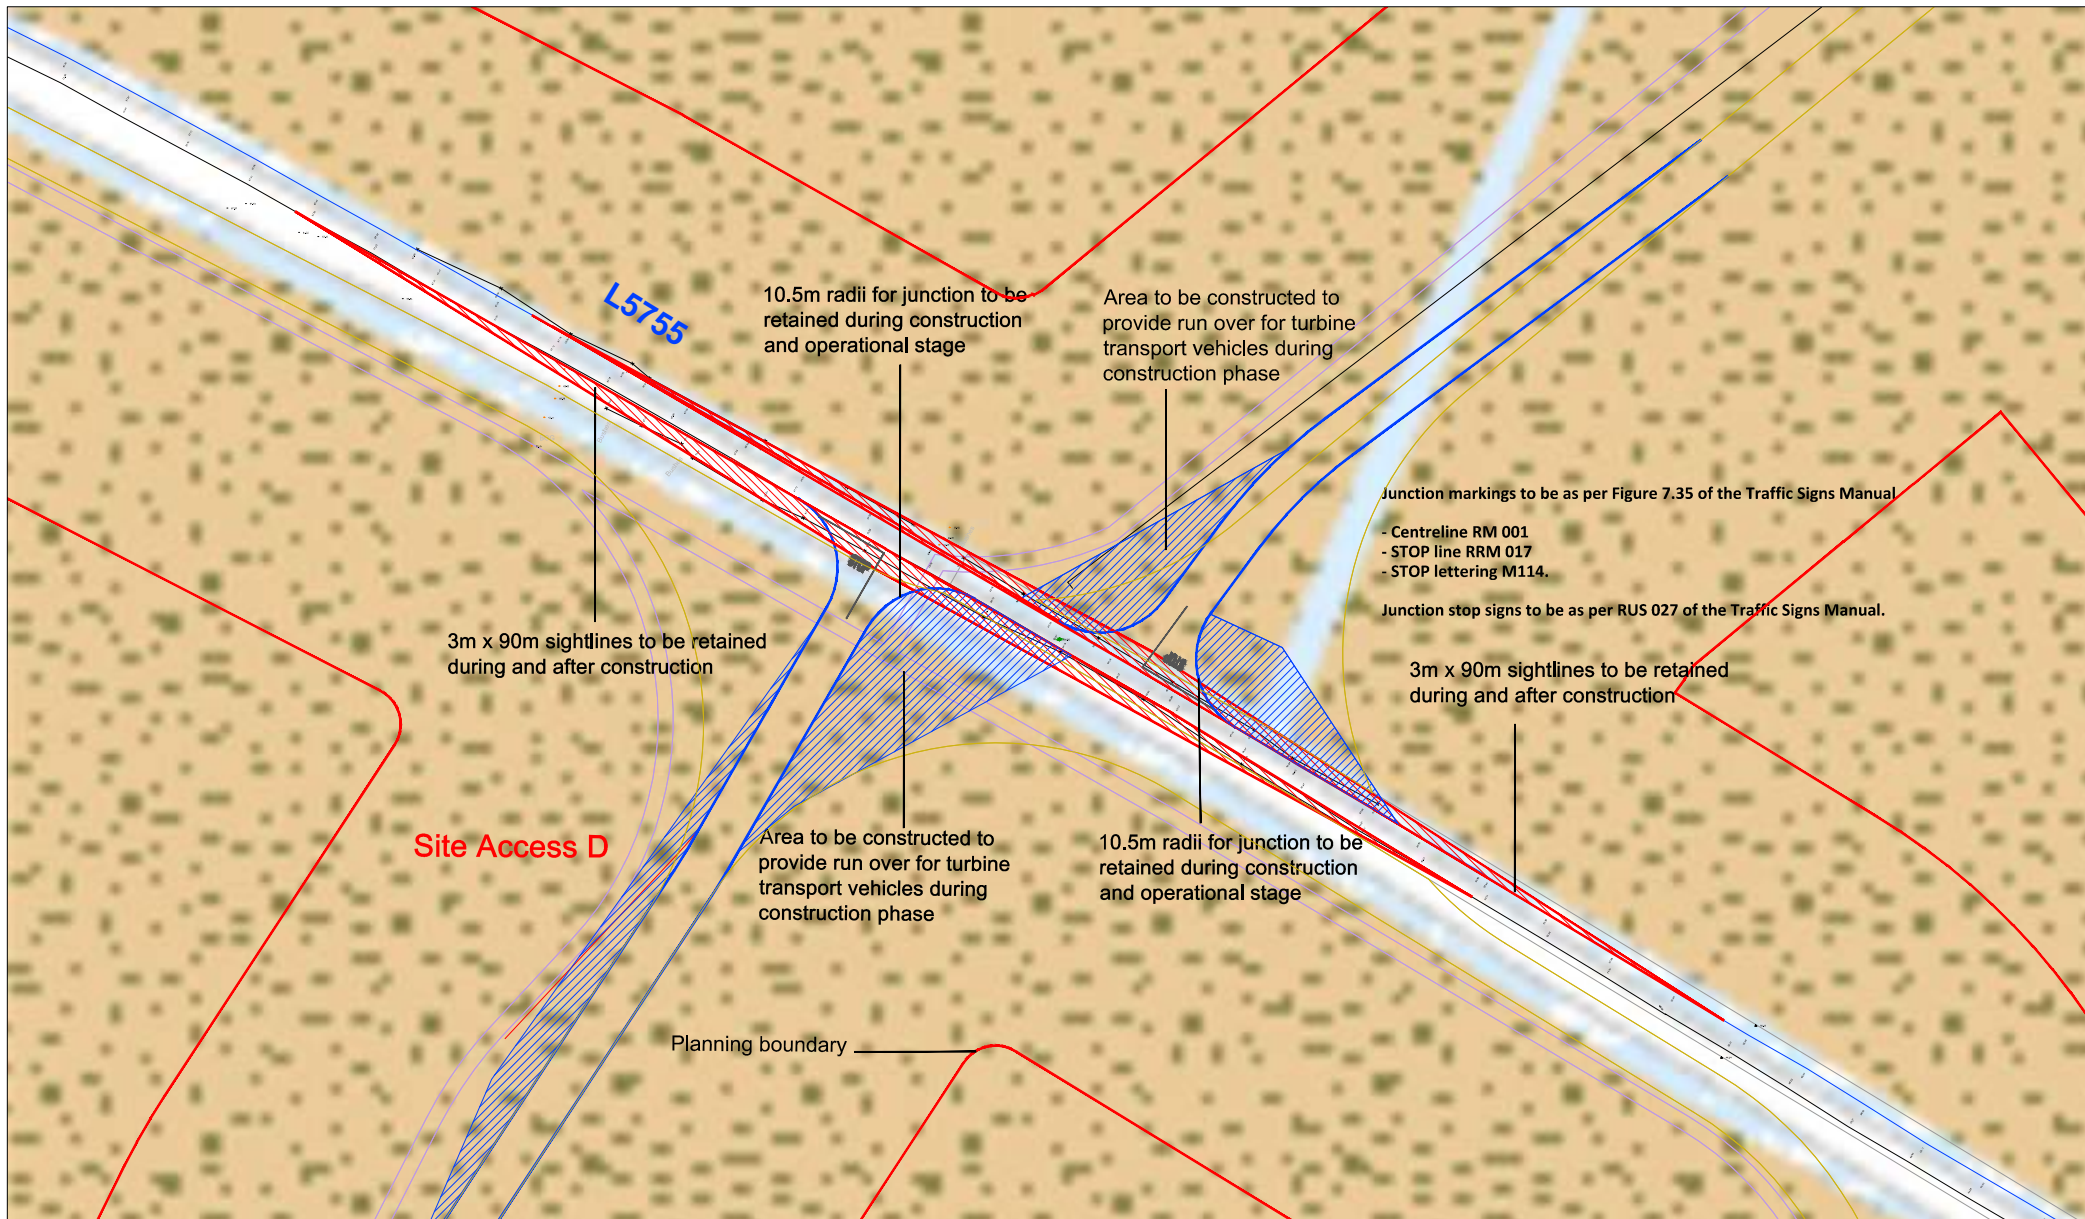 L5755
10.5m radii for junction to be
retained during construction
and operational stage
Area to be constructed to
provide run over for turbine
transport vehicles during
construction phase
Junction markings to be as per Figure 7.35 of the Traffic Signs Manual
- Centreline RM 001
- STOP line RRM 017
- STOP lettering M114.
Junction stop signs to be as per RUS 027 of the Traffic Signs Manual.
3m x 90m sightlines to be retained
during and after construction
3m x 90m sightlines to be retained
during and after construction
Site Access D
Area to be constructed to
provide run over for turbine
transport vehicles during
construction phase
10.5m radii for junction to be
retained during construction
and operational stage
Planning boundary